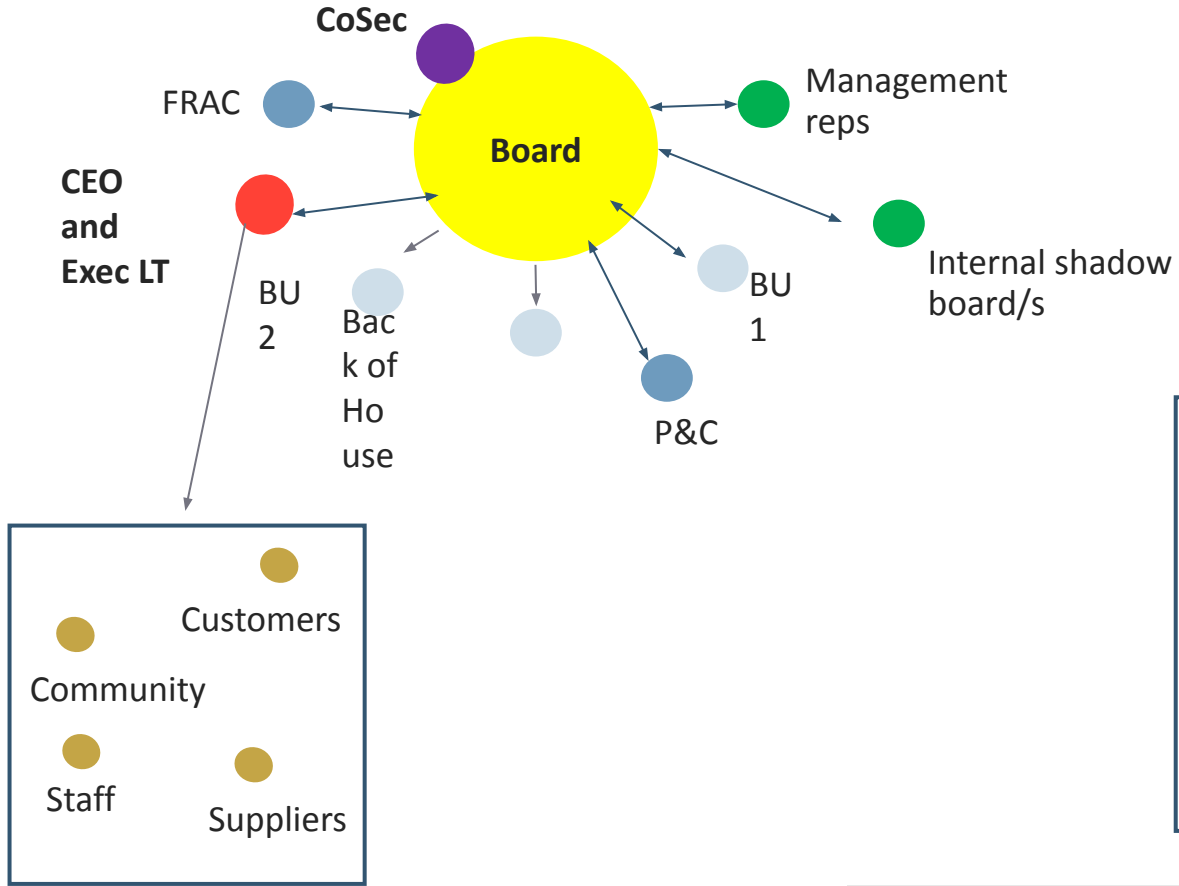 CoSec
FRAC
Management
reps
Board
CEO
and
Exec LT
Internal shadow
board/s
BU
2
Bac
k of
Ho
use
BU
1
P&C
Customers
Community
Staff
Suppliers